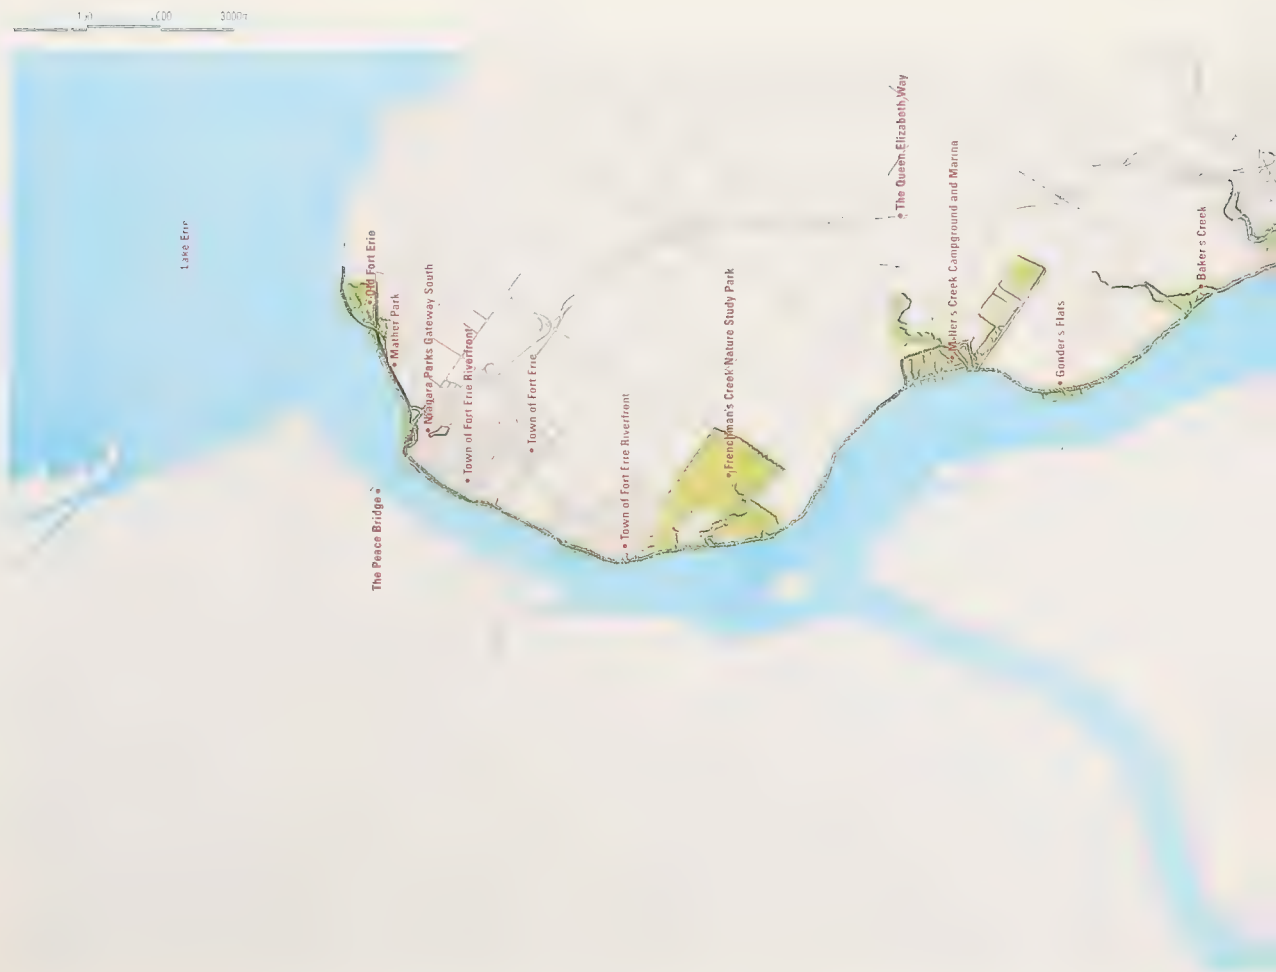 3000m
Lake Erie
Old Fort Erie
Mather Park
Niagara Parks Gateway South
Town of Fort Erie Riverfront
The Peace Bridge
Town of Fort Erie
Town of Fort Erie Riverfront
Frenchman's Creek Nature Study Park
The Queen Elizabeth Way
Miller's Creek Campground and Marina
Gonder's Flats
Baker's Creek